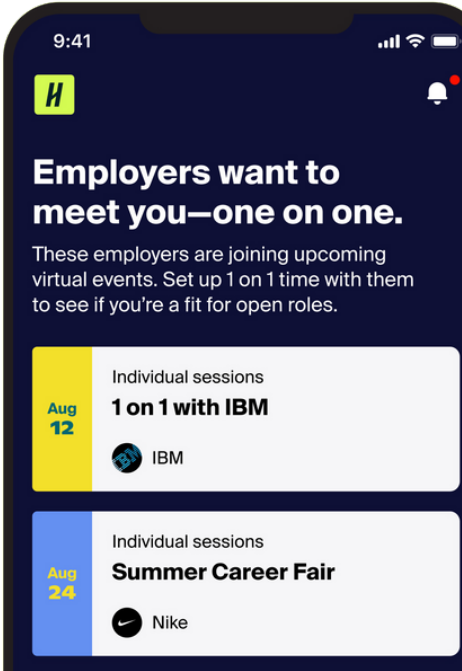 9:41
H
Employers want to
meet you—one on one.
These employers are joining upcoming
virtual events. Set up 1 on 1 time with them
to see if you’re a fit for open roles.
Individual sessions
Aug
12
1 on 1 with IBM
IBM
IBM
Individual sessions
Aug
24
Summer Career Fair
Nike